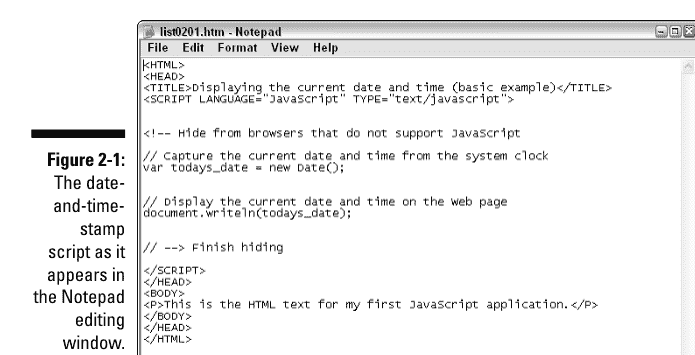 list0201.htm - Notepad
File Edit Format View Help
<HTML>
<HEAD>
<TITLE>Displaying the current date and time (basic example)</TITLE>
<SCRIPT LANGUAGE="JavaScript" TYPE="text/javascript">
<!-- Hide from browsers that do not support JavaScript
// Capture the current date and time from the system clock
var todays_date = new Date();
// Display the current date and time on the Web page
document.writeln(todays_date);
// --> Finish hiding
</SCRIPT>
</HEAD>
<BODY>
<P>This is the HTML text for my first JavaScript application.</P>
</BODY>
</HEAD>
</HTML>
Figure 2-1:
The date-
and-time-
stamp
script as it
appears in
the Notepad
editing
window.